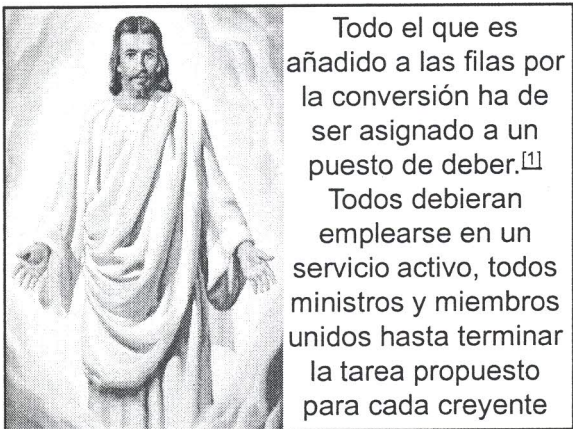 Todo el que es
añadido a las filas por
la conversión ha de
ser asignado a un
puesto de deber.[1]
Todos debieran
emplearse en un
servicio activo, todos
ministros y miembros
unidos hasta terminar
la tarea propuesto
para cada creyente